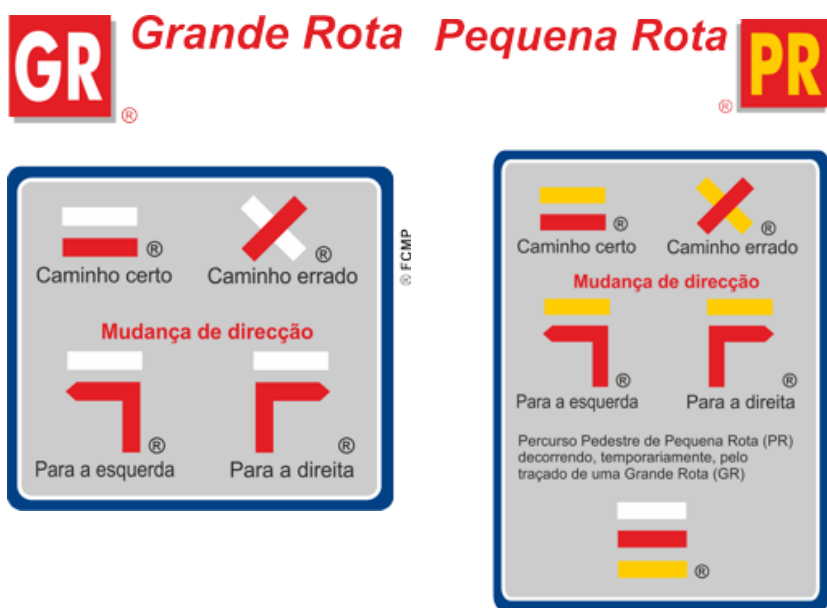 GR
®
Grande Rota
Pequena Rota
®
PR
® Caminho certo
® Caminho errado
Mudança de direcção
® Para a esquerda
® Para a direita
® FCMP
® Caminho certo
® Caminho errado
Mudança de direcção
® Para a esquerda
® Para a direita
Percurso Pedestre de Pequena Rota (PR)
decorrendo, temporariamente, pelo
traçado de uma Grande Rota (GR)
®